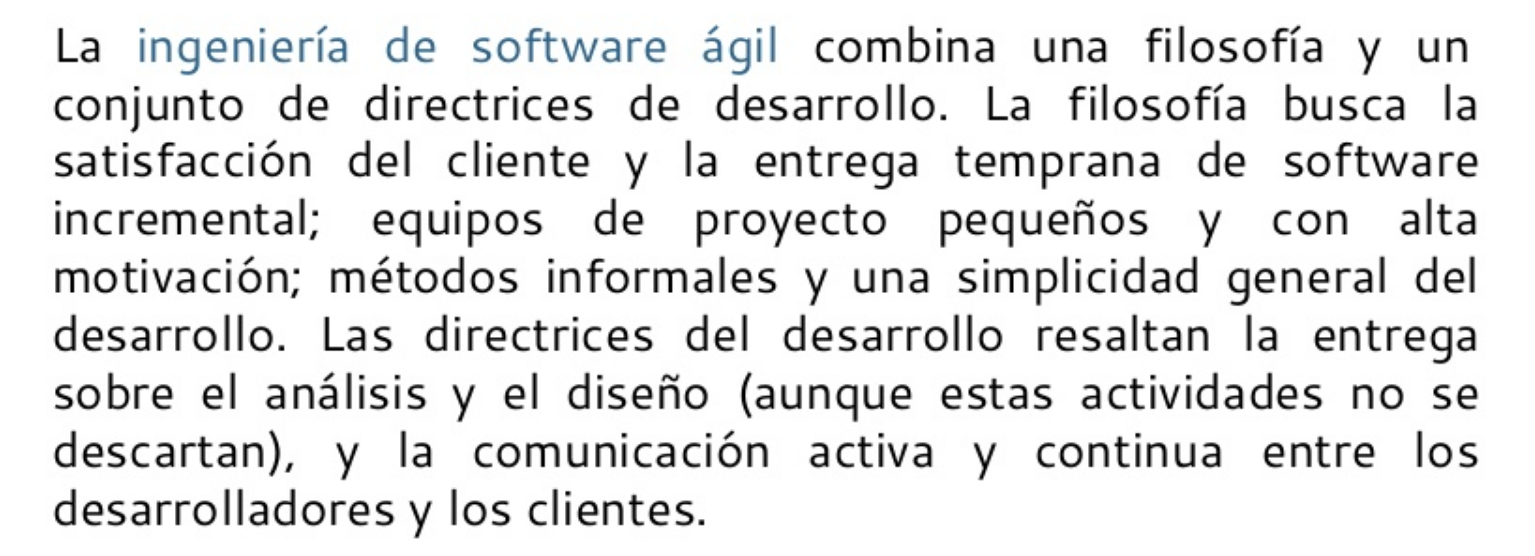 La ingeniería de software ágil combina una filosofía y un
conjunto de directrices de desarrollo. La filosofía busca la
satisfacción del cliente y la entrega temprana de software
incremental; equipos de proyecto pequeños y con alta
motivación; métodos informales y una simplicidad general del
desarrollo. Las directrices del desarrollo resaltan la entrega
sobre el análisis y el diseño (aunque estas actividades no se
descartan), y la comunicación activa y continua entre los
desarrolladores y los clientes.